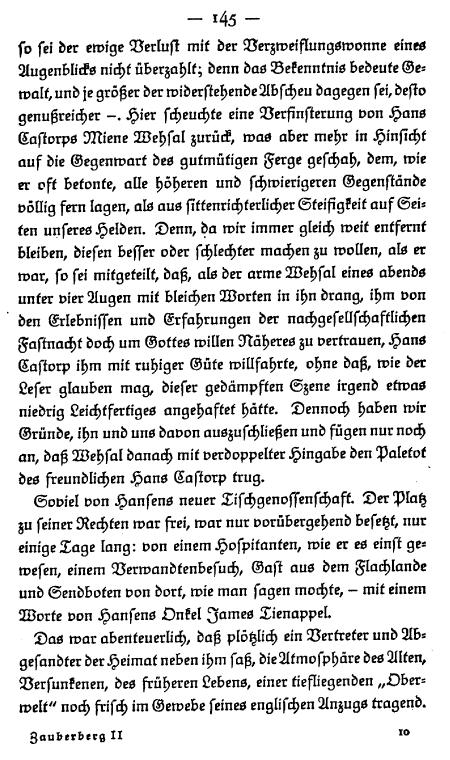 — 145 —
so sei der ewige Verlust mit der Verzweiflungswonne eines
Augenblicks nicht überzahlt; denn das Bekenntnis bedeute Ge-
walt, und je größer der widerstehende Abscheu dagegen sei, desto
genußreicher –. Hier scheuchte eine Verfinsterung von Hans
Castorps Miene Wehsal zurück, was aber mehr in Hinsicht
auf die Gegenwart des gutmütigen Ferge geschah, dem, wie
er oft betonte, alle höheren und schwierigeren Gegenstände
völlig fern lagen, als aus sittenrichterlicher Steifigkeit auf Sei-
ten unseres Helden. Denn, da wir immer gleich weit entfernt
bleiben, diesen besser oder schlechter machen zu wollen, als er
war, so sei mitgeteilt, daß, als der arme Wehsal eines abends
unter vier Augen mit bleichen Worten in ihn drang, ihm von
den Erlebnissen und Erfahrungen der nachgesellschaftlichen
Fastnacht doch um Gottes willen Näheres zu vertrauen, Hans
Castorp ihm mit ruhiger Güte willfahrte, ohne daß, wie der
Leser glauben mag, dieser gedämpften Szene irgend etwas
niedrig Leichtfertiges angehaftet hätte. Dennoch haben wir
Gründe, ihn und uns davon auszuschließen und fügen nur noch
an, daß Wehsal danach mit verdoppelter Hingabe den Paletot
des freundlichen Hans Castorp trug.
Soviel von Hansens neuer Tischgenossenschaft. Der Platz
zu seiner Rechten war frei, war nur vorübergehend besetzt, nur
einige Tage lang: von einem Hospitanten, wie er es einst ge-
wesen, einem Verwandtenbesuch, Gast aus dem Flachlande
und Sendboten von dort, wie man sagen mochte, – mit einem
Worte von Hansens Onkel James Tienappel.
Das war abenteuerlich, daß plötzlich ein Vertreter und Ab-
gesandter der Heimat neben ihm saß, die Atmosphäre des Alten,
Versunkenen, des früheren Lebens, einer tiefliegenden „Ober-
welt” noch frisch im Gewebe seines englischen Anzugs tragend.
Zauberberg II 10